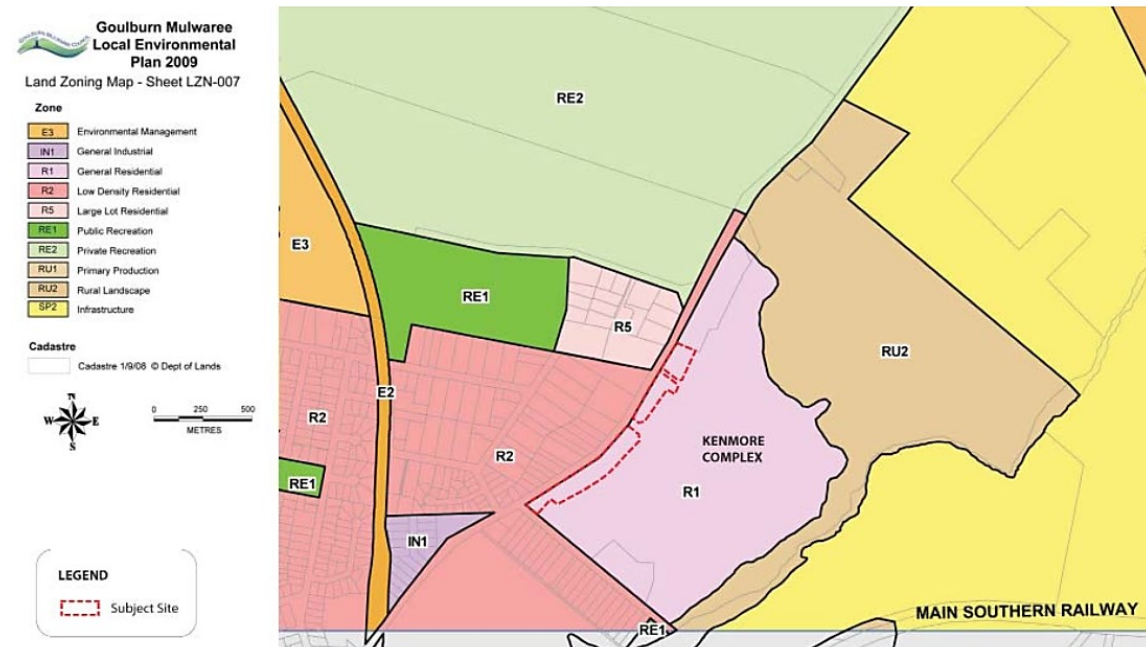 GOULBURN MULWAREE COUNCIL
Goulburn Mulwaree
Local Environmental
Plan 2009
Land Zoning Map - Sheet LZN-007
Zone
E3 Environmental Management
IN1 General Industrial
R1 General Residential
R2 Low Density Residential
R5 Large Lot Residential
RE1 Public Recreation
RE2 Private Recreation
RU1 Primary Production
RU2 Rural Landscape
SP2 Infrastructure
Cadastre
Cadastre 1/9/08 © Dept of Lands
N
W E
S
0 250 500
METRES
LEGEND
Subject Site
RE2
E3
RE1
R5
RU2
E2
R2
R2
KENMORE
COMPLEX
RE1
R1
IN1
MAIN SOUTHERN RAILWAY
RE1